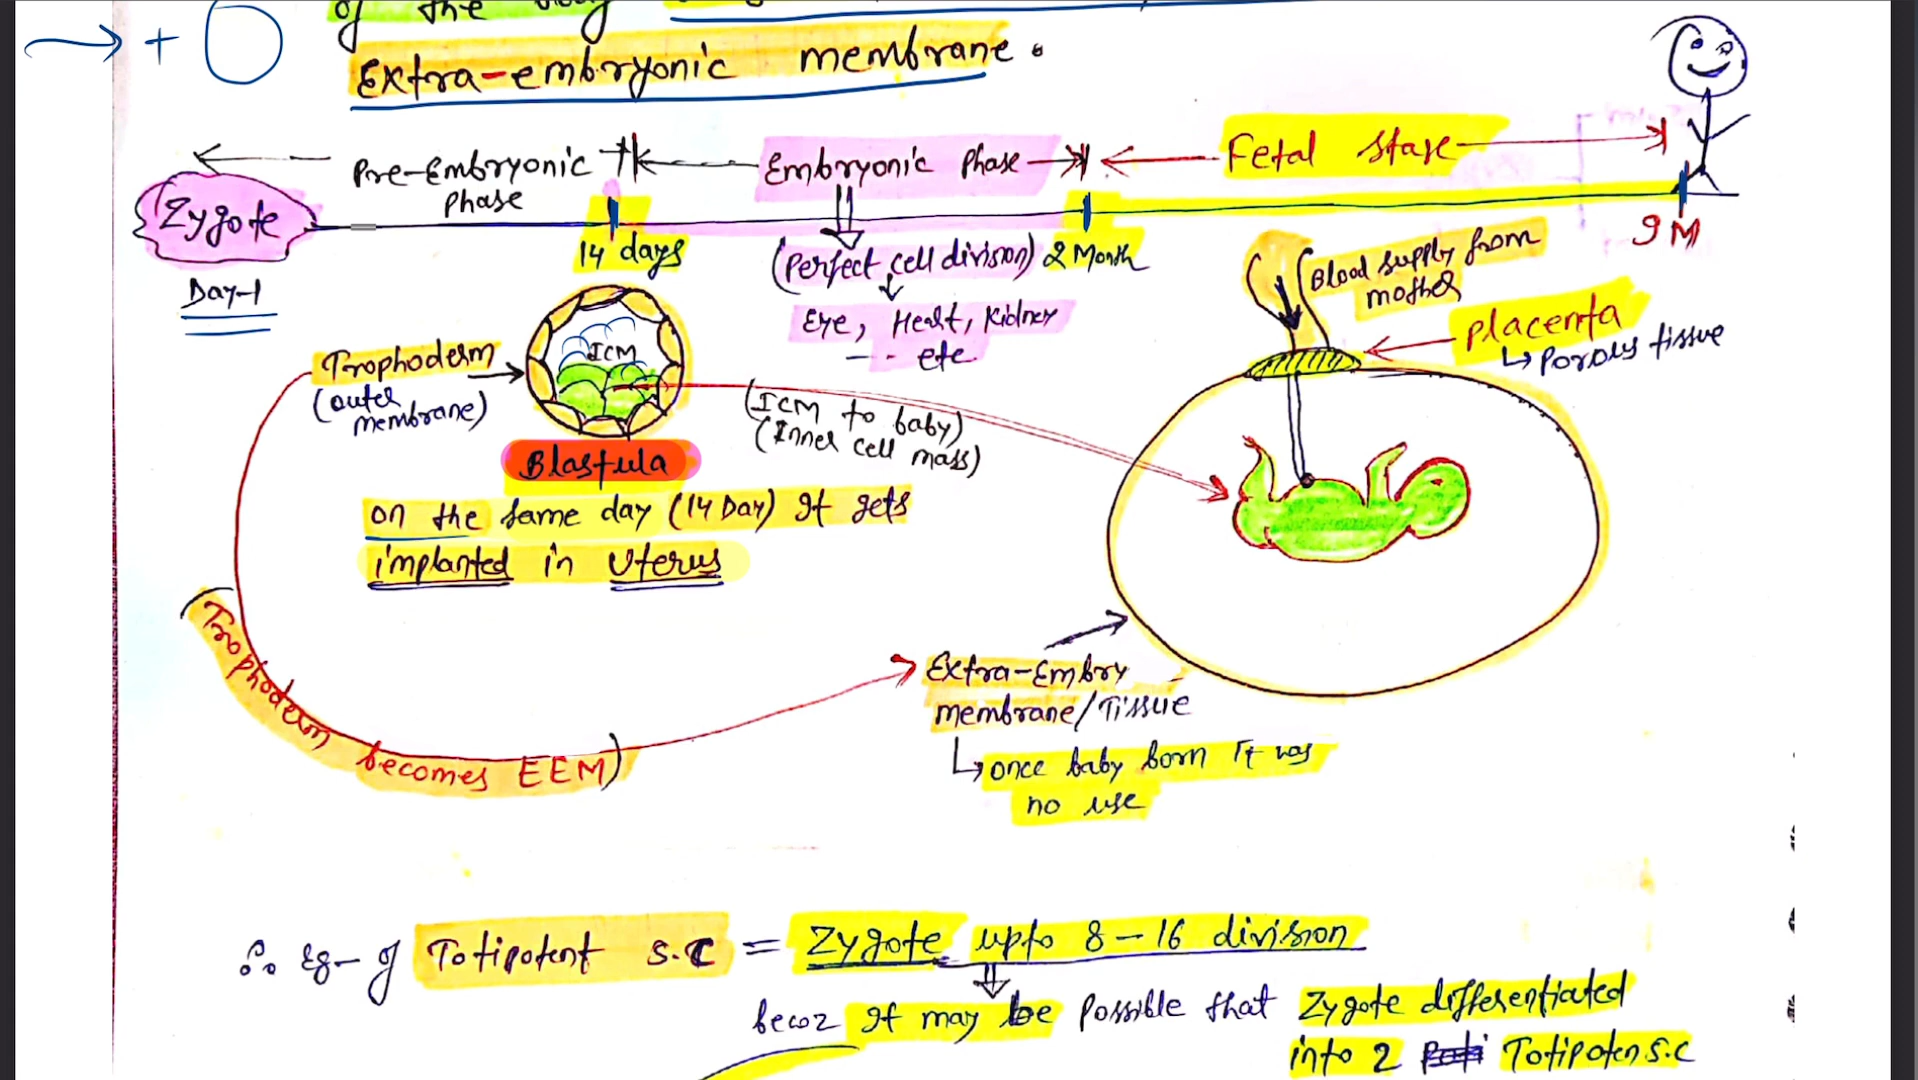 of the
Extra-embryonic membrane.
Pre-Embryonic
Phase
Embryonic Phase
Fetal stage
Zygote
Day-1
14 days
(Perfect cell division)
2 Month
9 M
Eye, Heart, Kidney
--- etc
Blood supply from
mother
Placenta
Porous tissue
Trophoderm
(outer
membrane)
ICM
(ICM to baby)
(Inner cell mass)
Blastula
on the same day (14 Day) It gets
implanted in Uterus
(Trophoderm becomes EEM)
Extra-Embry
membrane/Tissue
once baby born It was
no use
∴ Eg- of Totipotent S.C = Zygote upto 8-16 division
becoz It may be Possible that Zygote differentiated
into 2 Totipoten S.C